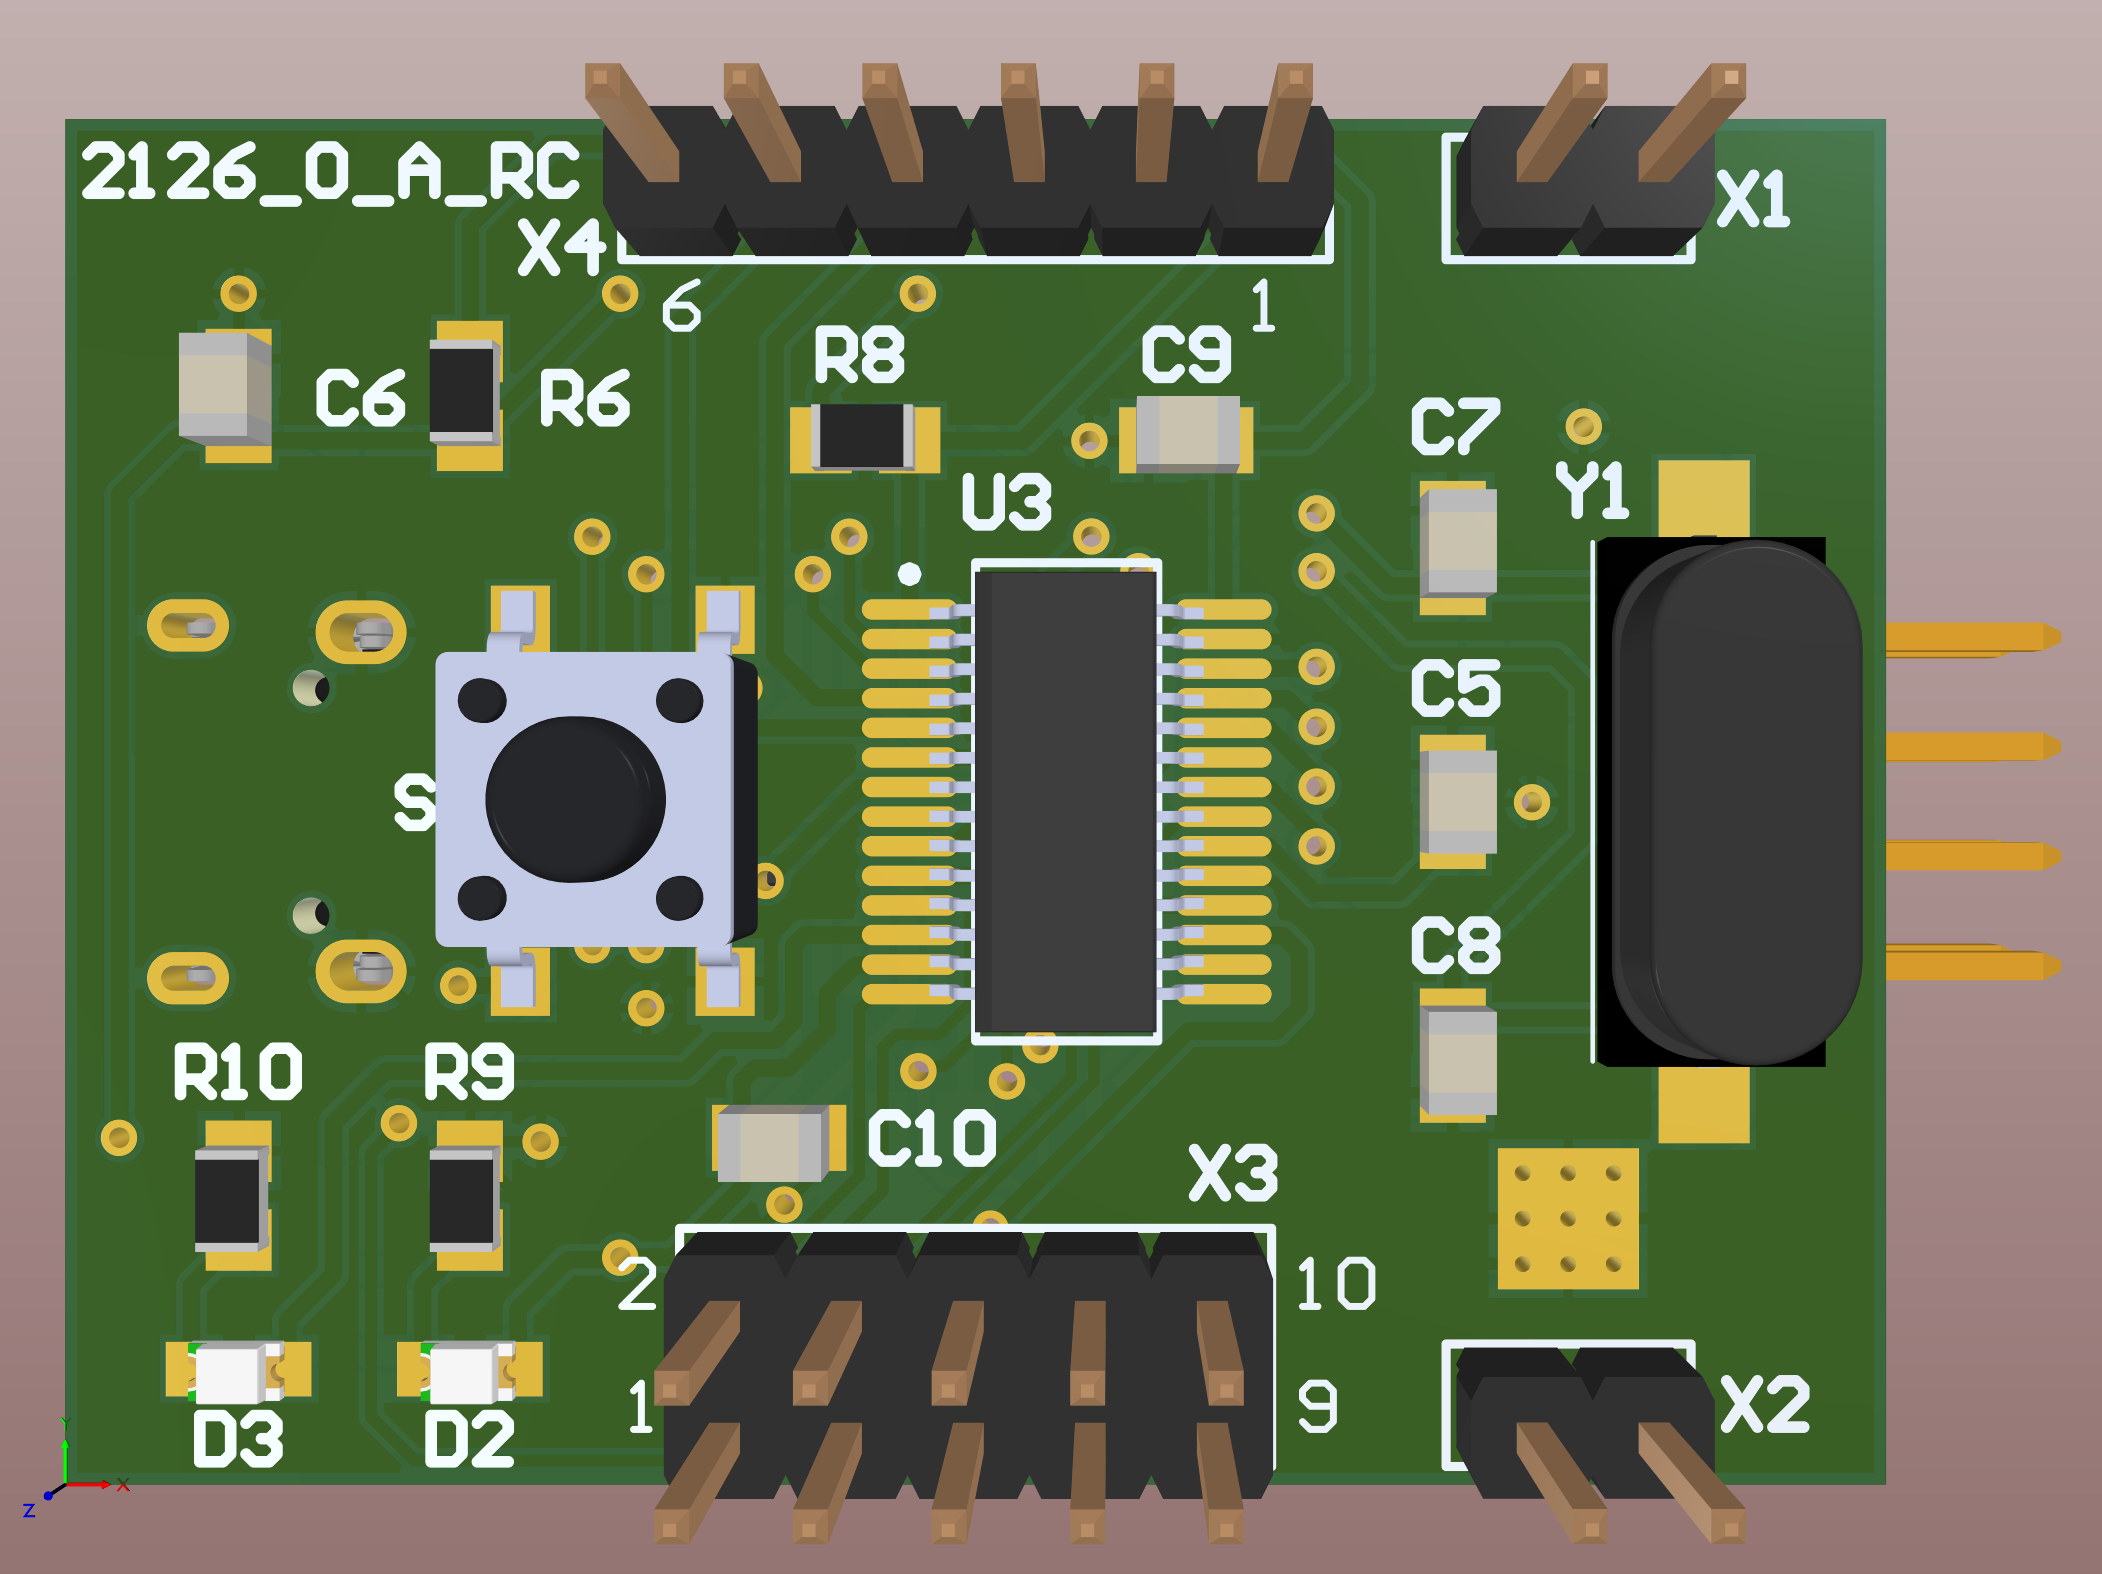 2126_0_A_RC
X4
X1
6
1
R8
C9
C6
R6
C7
U3
Y1
C5
S
C8
R10
R9
C10
X3
2
10
1
9
X2
D3
D2
Y
X
Z